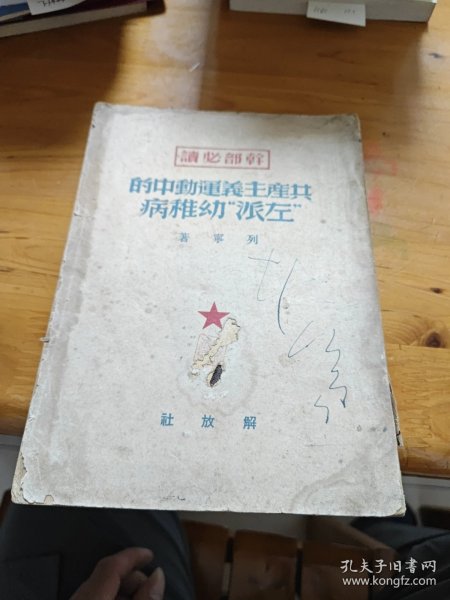 幹部必讀
共產主義運動中的
"左派"幼稚病
列寧 著
解放社
孔夫子旧书网
www.kongfz.com